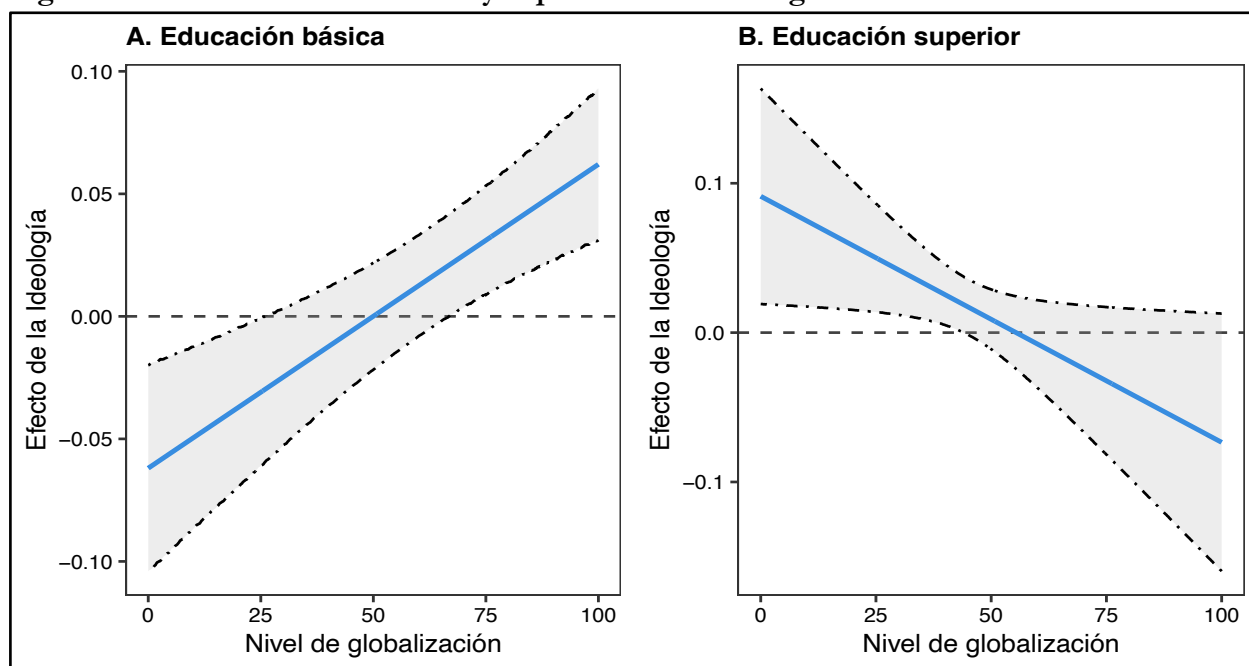 A. Educación básica
Efecto de la Ideología
0.10
0.05
0.00
−0.05
−0.10
0 25 50 75 100
Nivel de globalización
B. Educación superior
Efecto de la Ideología
0.1
0.0
−0.1
0 25 50 75 100
Nivel de globalización